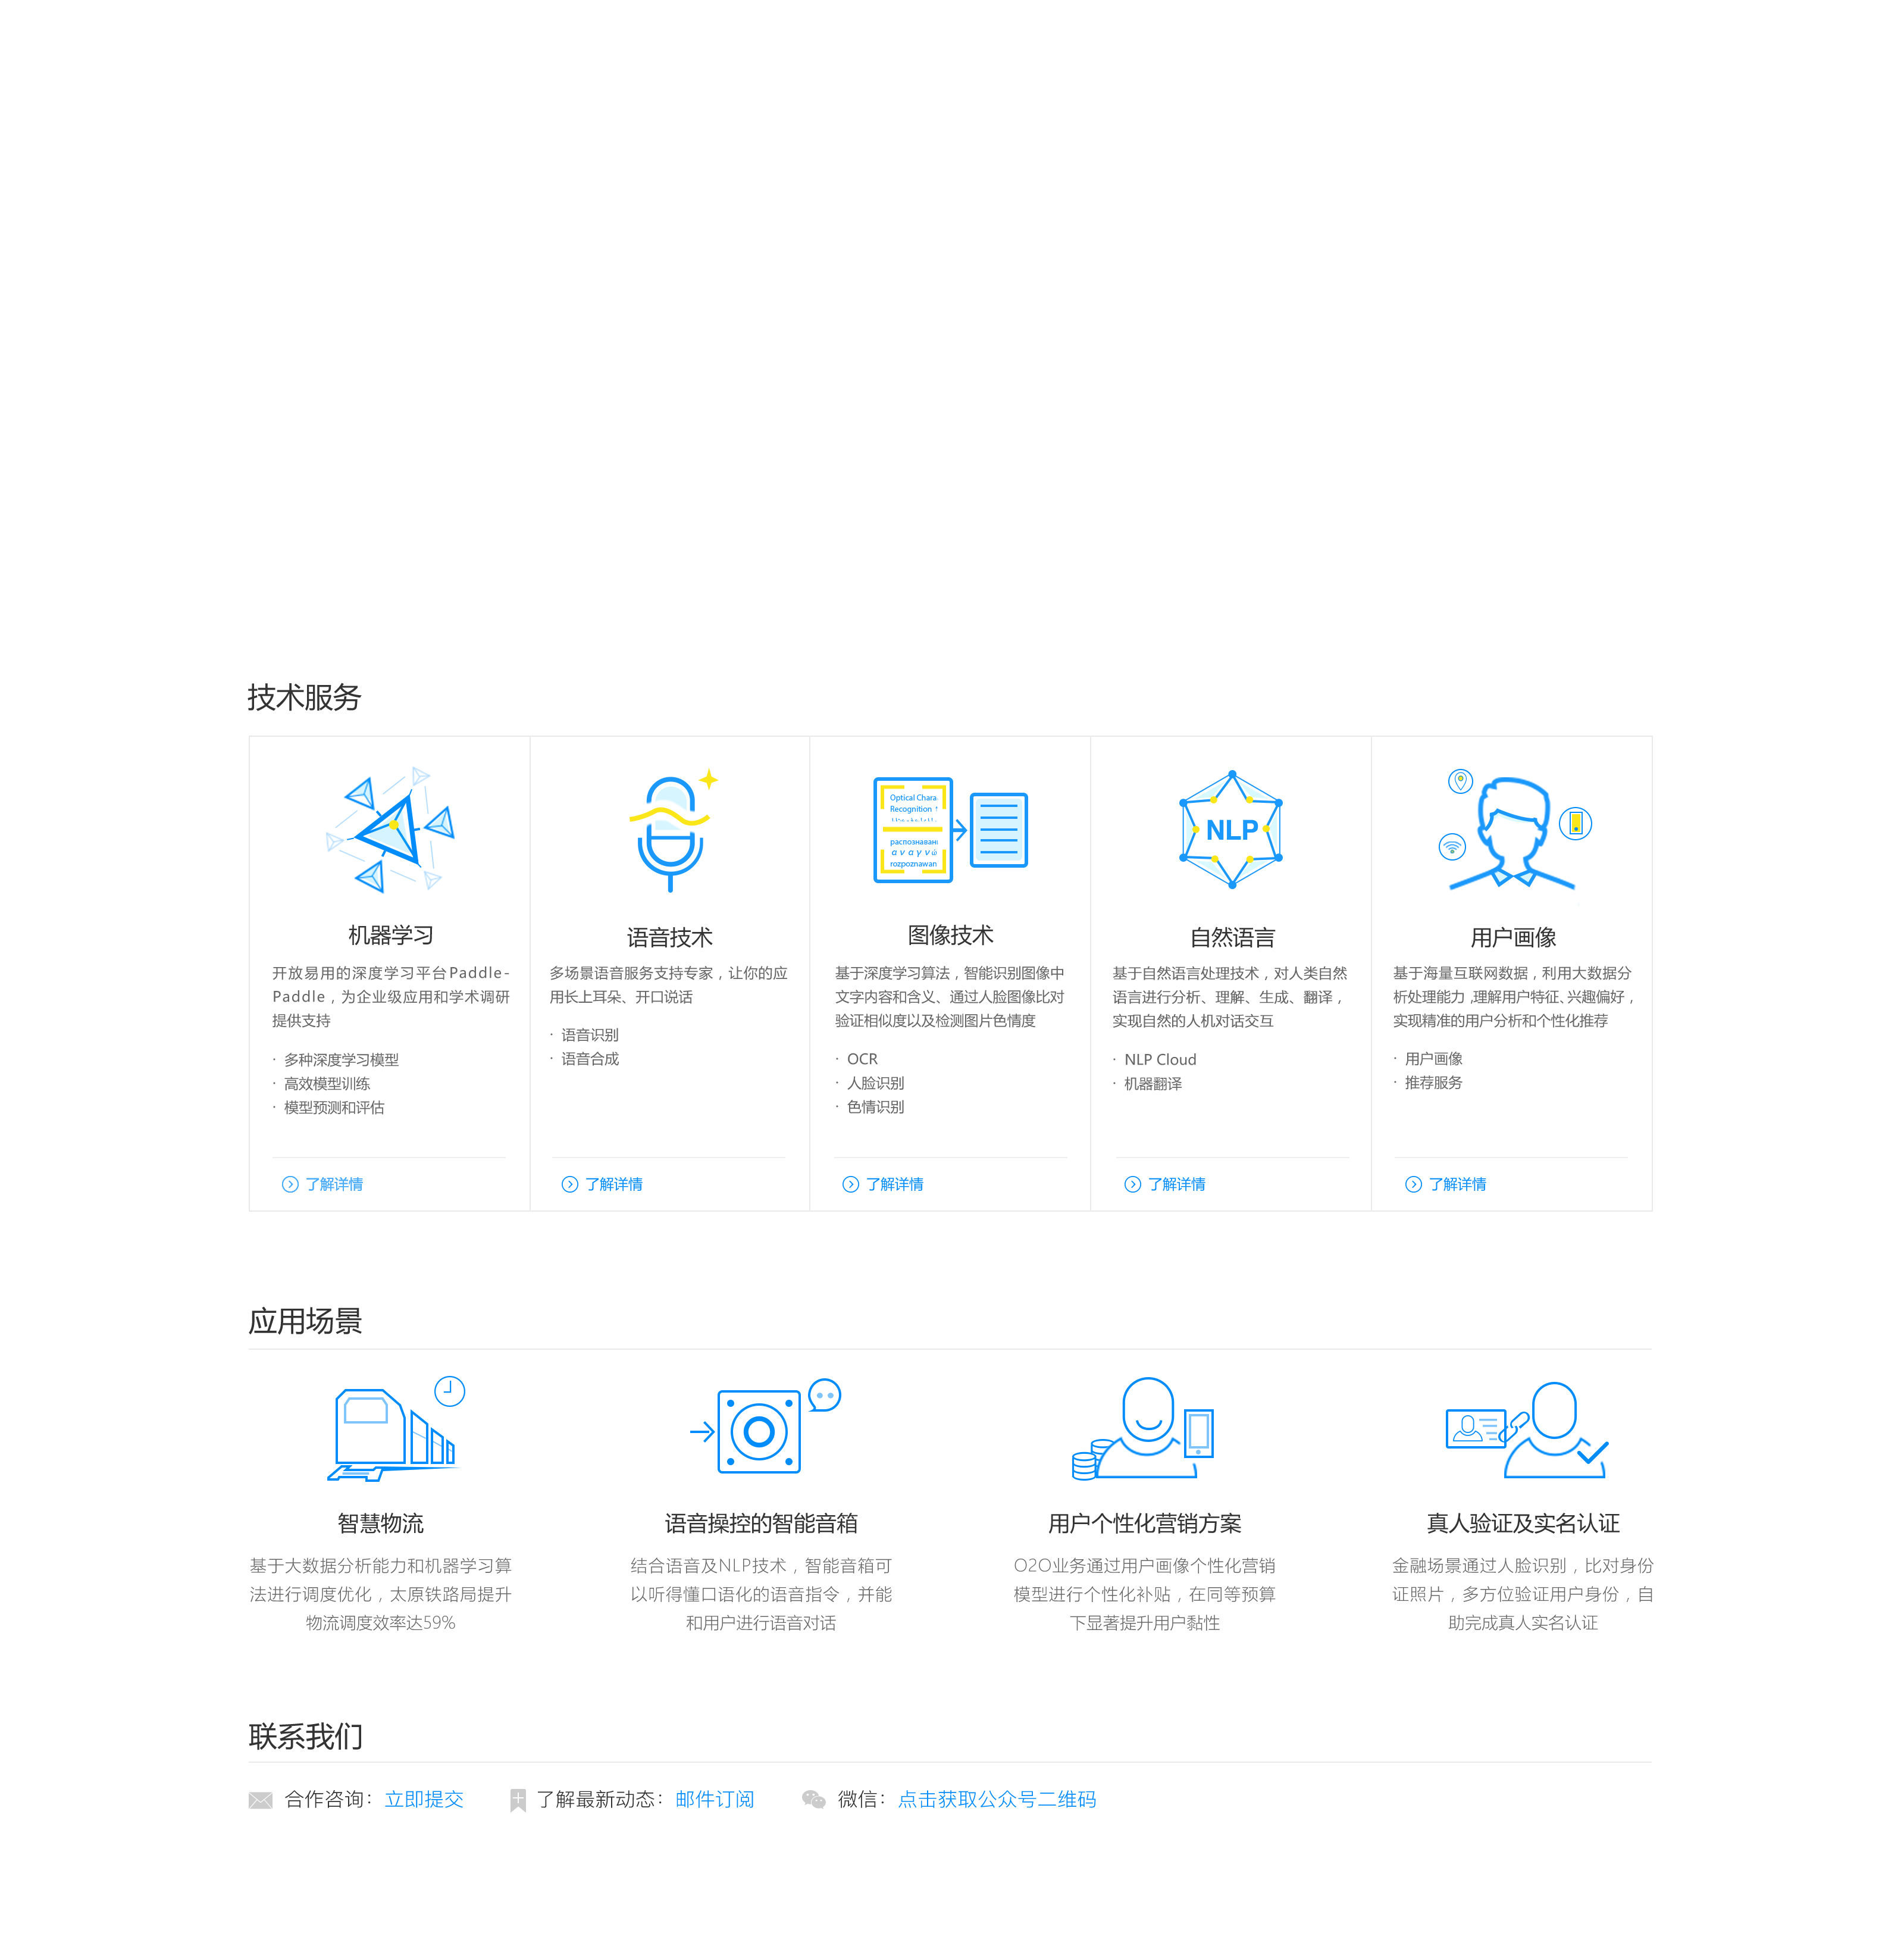 技术服务
Optical Chara
Recognition
распознаван
α ν α γ ν ώ
rozpoznawan
NLP
机器学习
开放易用的深度学习平台Paddle-
Paddle，为企业级应用和学术调研
提供支持
· 多种深度学习模型
· 高效模型训练
· 模型预测和评估
了解详情
语音技术
多场景语音服务支持专家，让你的应
用长上耳朵、开口说话
· 语音识别
· 语音合成
了解详情
图像技术
基于深度学习算法，智能识别图像中
文字内容和含义、通过人脸图像比对
验证相似度以及检测图片色情度
· OCR
· 人脸识别
· 色情识别
了解详情
自然语言
基于自然语言处理技术，对人类自然
语言进行分析、理解、生成、翻译，
实现自然的人机对话交互
· NLP Cloud
· 机器翻译
了解详情
用户画像
基于海量互联网数据，利用大数据分
析处理能力，理解用户特征、兴趣偏好，
实现精准的用户分析和个性化推荐
· 用户画像
· 推荐服务
了解详情
应用场景
智慧物流
基于大数据分析能力和机器学习算
法进行调度优化，太原铁路局提升
物流调度效率达59%
语音操控的智能音箱
结合语音及NLP技术，智能音箱可
以听得懂口语化的语音指令，并能
和用户进行语音对话
用户个性化营销方案
O2O业务通过用户画像个性化营销
模型进行个性化补贴，在同等预算
下显著提升用户黏性
真人验证及实名认证
金融场景通过人脸识别，比对身份
证照片，多方位验证用户身份，自
助完成真人实名认证
联系我们
合作咨询：立即提交 了解最新动态：邮件订阅 微信：点击获取公众号二维码